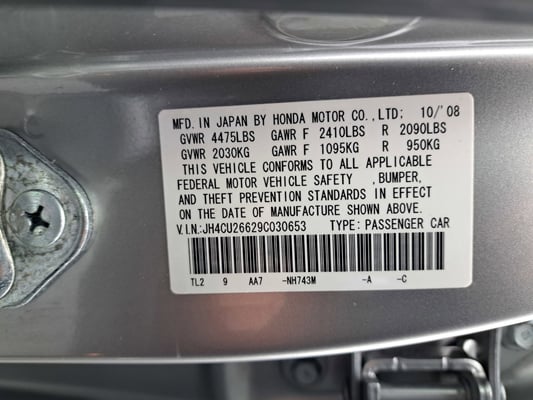 MFD. IN JAPAN BY HONDA MOTOR CO.,LTD: 10/'08
GVWR 4475LBS GAWR F 2410LBS R 2090LBS
GVWR 2030KG GAWR F 1095KG R 950KG
THIS VEHICLE CONFORMS TO ALL APPLICABLE
FEDERAL MOTOR VEHICLE SAFETY ,BUMPER,
AND THEFT PREVENTION STANDARDS IN EFFECT
ON THE DATE OF MANUFACTURE SHOWN ABOVE.
V.I.N.:JH4CU26629C030653 TYPE: PASSENGER CAR
TL2 9 AA7 -NH743M -A -C